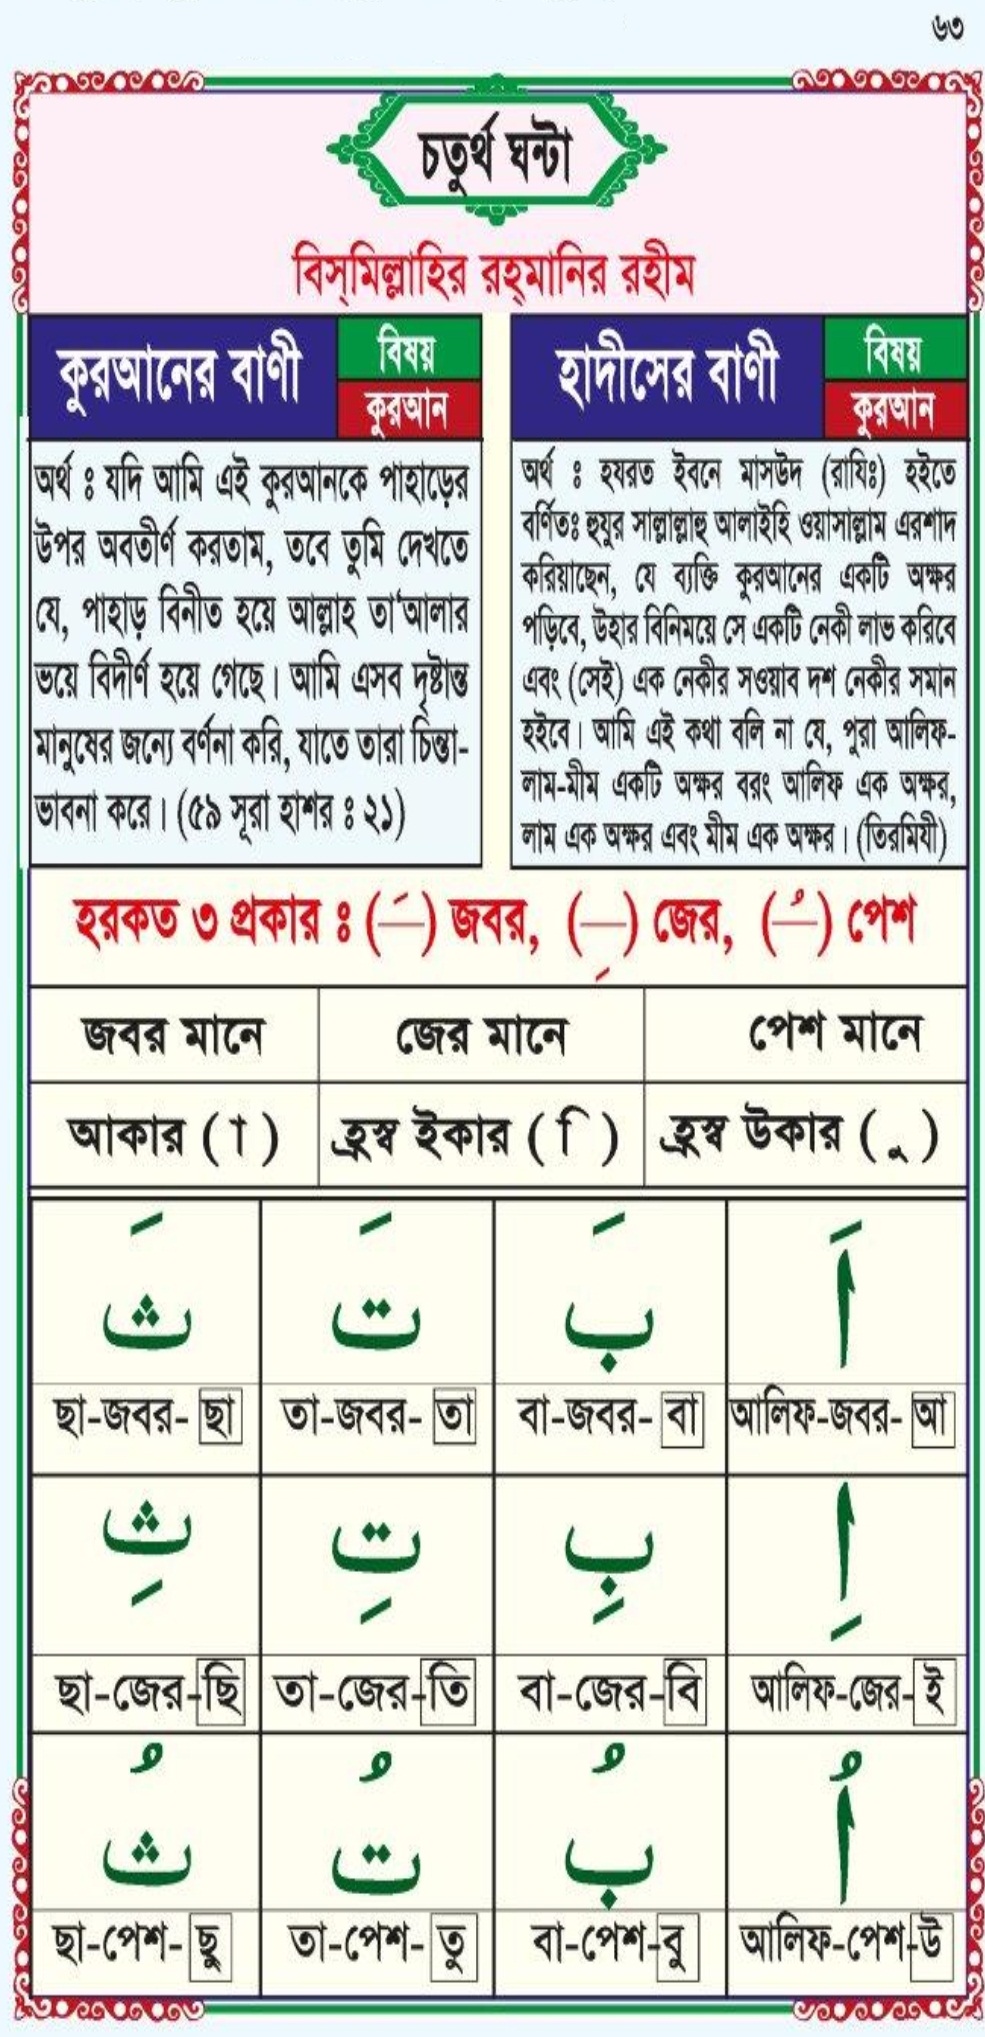 ৬৩
চতুর্থ ঘন্টা
বিস্‌মিল্লাহির রহ্‌মানির রহীম
কুরআনের বাণী
বিষয়
কুরআন
অর্থ ঃ যদি আমি এই কুরআনকে পাহাড়ের
উপর অবতীর্ণ করতাম, তবে তুমি দেখতে
যে, পাহাড় বিনীত হয়ে আল্লাহ তা‘আলার
ভয়ে বিদীর্ণ হয়ে গেছে। আমি এসব দৃষ্টান্ত
মানুষের জন্যে বর্ণনা করি, যাতে তারা চিন্তা-
ভাবনা করে। (৫৯ সূরা হাশর ঃ ২১)
হাদীসের বাণী
বিষয়
কুরআন
অর্থ ঃ হযরত ইবনে মাসউদ (রাযিঃ) হইতে
বর্ণিতঃ হুযুর সাল্লাল্লাহু আলাইহি ওয়াসাল্লাম এরশাদ
করিয়াছেন, যে ব্যক্তি কুরআনের একটি অক্ষর
পড়িবে, উহার বিনিময়ে সে একটি নেকী লাভ করিবে
এবং (সেই) এক নেকীর সওয়াব দশ নেকীর সমান
হইবে। আমি এই কথা বলি না যে, পুরা আলিফ-
লাম-মীম একটি অক্ষর বরং আলিফ এক অক্ষর,
লাম এক অক্ষর এবং মীম এক অক্ষর। (তিরমিযী)
হরকত ৩ প্রকার ঃ (—َ) জবর, (—ِ) জের, (—ُ) পেশ
জবর মানে জের মানে পেশ মানে
আকার ( া ) হ্রস্ব ইকার ( ি ) হ্রস্ব উকার ( ু )
ثَ تَ بَ اَ
ছা-জবর- ছা তা-জবর- তা বা-জবর- বা আলিফ-জবর- আ
ثِ تِ بِ اِ
ছা-জের-ছি তা-জের-তি বা-জের-বি আলিফ-জের-ই
ثُ تُ بُ اُ
ছা-পেশ-ছু তা-পেশ-তু বা-পেশ-বু আলিফ-পেশ-উ